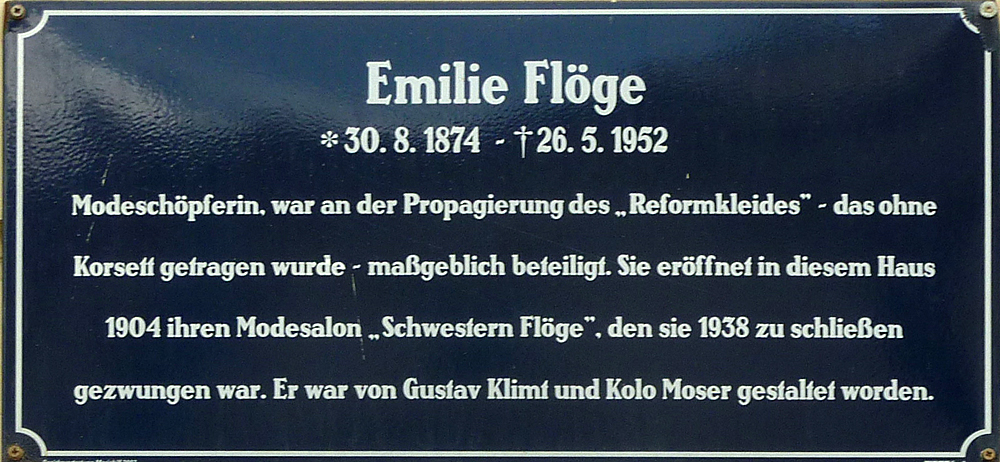 Emilie Flöge
* 30. 8. 1874 - † 26. 5. 1952
Modeschöpferin, war an der Propagierung des „Reformkleides” - das ohne
Korsett getragen wurde - maßgeblich beteiligt. Sie eröffnet in diesem Haus
1904 ihren Modesalon „Schwestern Flöge”, den sie 1938 zu schließen
gezwungen war. Er war von Gustav Klimt und Kolo Moser gestaltet worden.